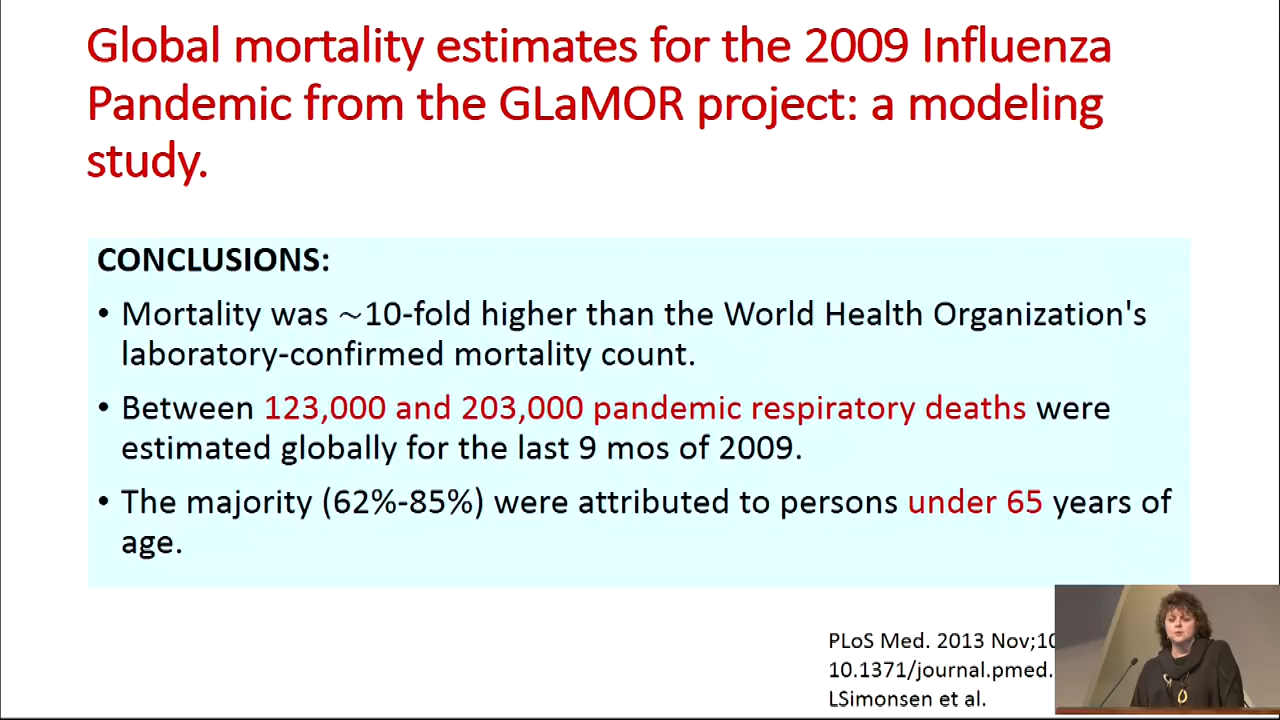 Global mortality estimates for the 2009 Influenza
Pandemic from the GLaMOR project: a modeling
study.
CONCLUSIONS:
• Mortality was ~10-fold higher than the World Health Organization's
laboratory-confirmed mortality count.
• Between 123,000 and 203,000 pandemic respiratory deaths were
estimated globally for the last 9 mos of 2009.
• The majority (62%-85%) were attributed to persons under 65 years of
age.
PLoS Med. 2013 Nov;10
10.1371/journal.pmed.
LSimonsen et al.